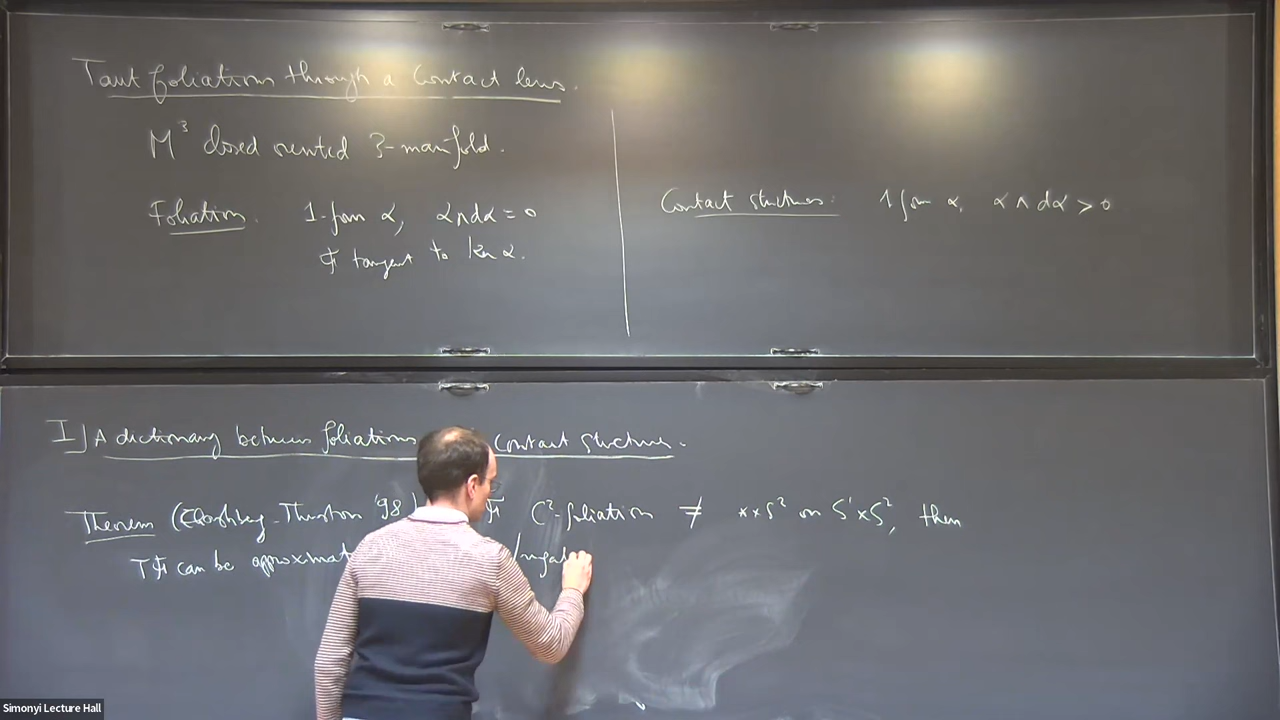 Taut foliations through a Contact lens.
M³ closed oriented 3-manifold.
Foliation. 1-form α, α∧dα = 0
tangent to ker α.
Contact structures: 1 form α, α∧dα > 0
I) A dictionary between foliations contact structures.
Theorem (Eliashberg-Thurston '98) C²-foliation ≠ **S² on S¹×S², then
TF can be approximat
Simonyi Lecture Hall